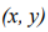 (x, y)